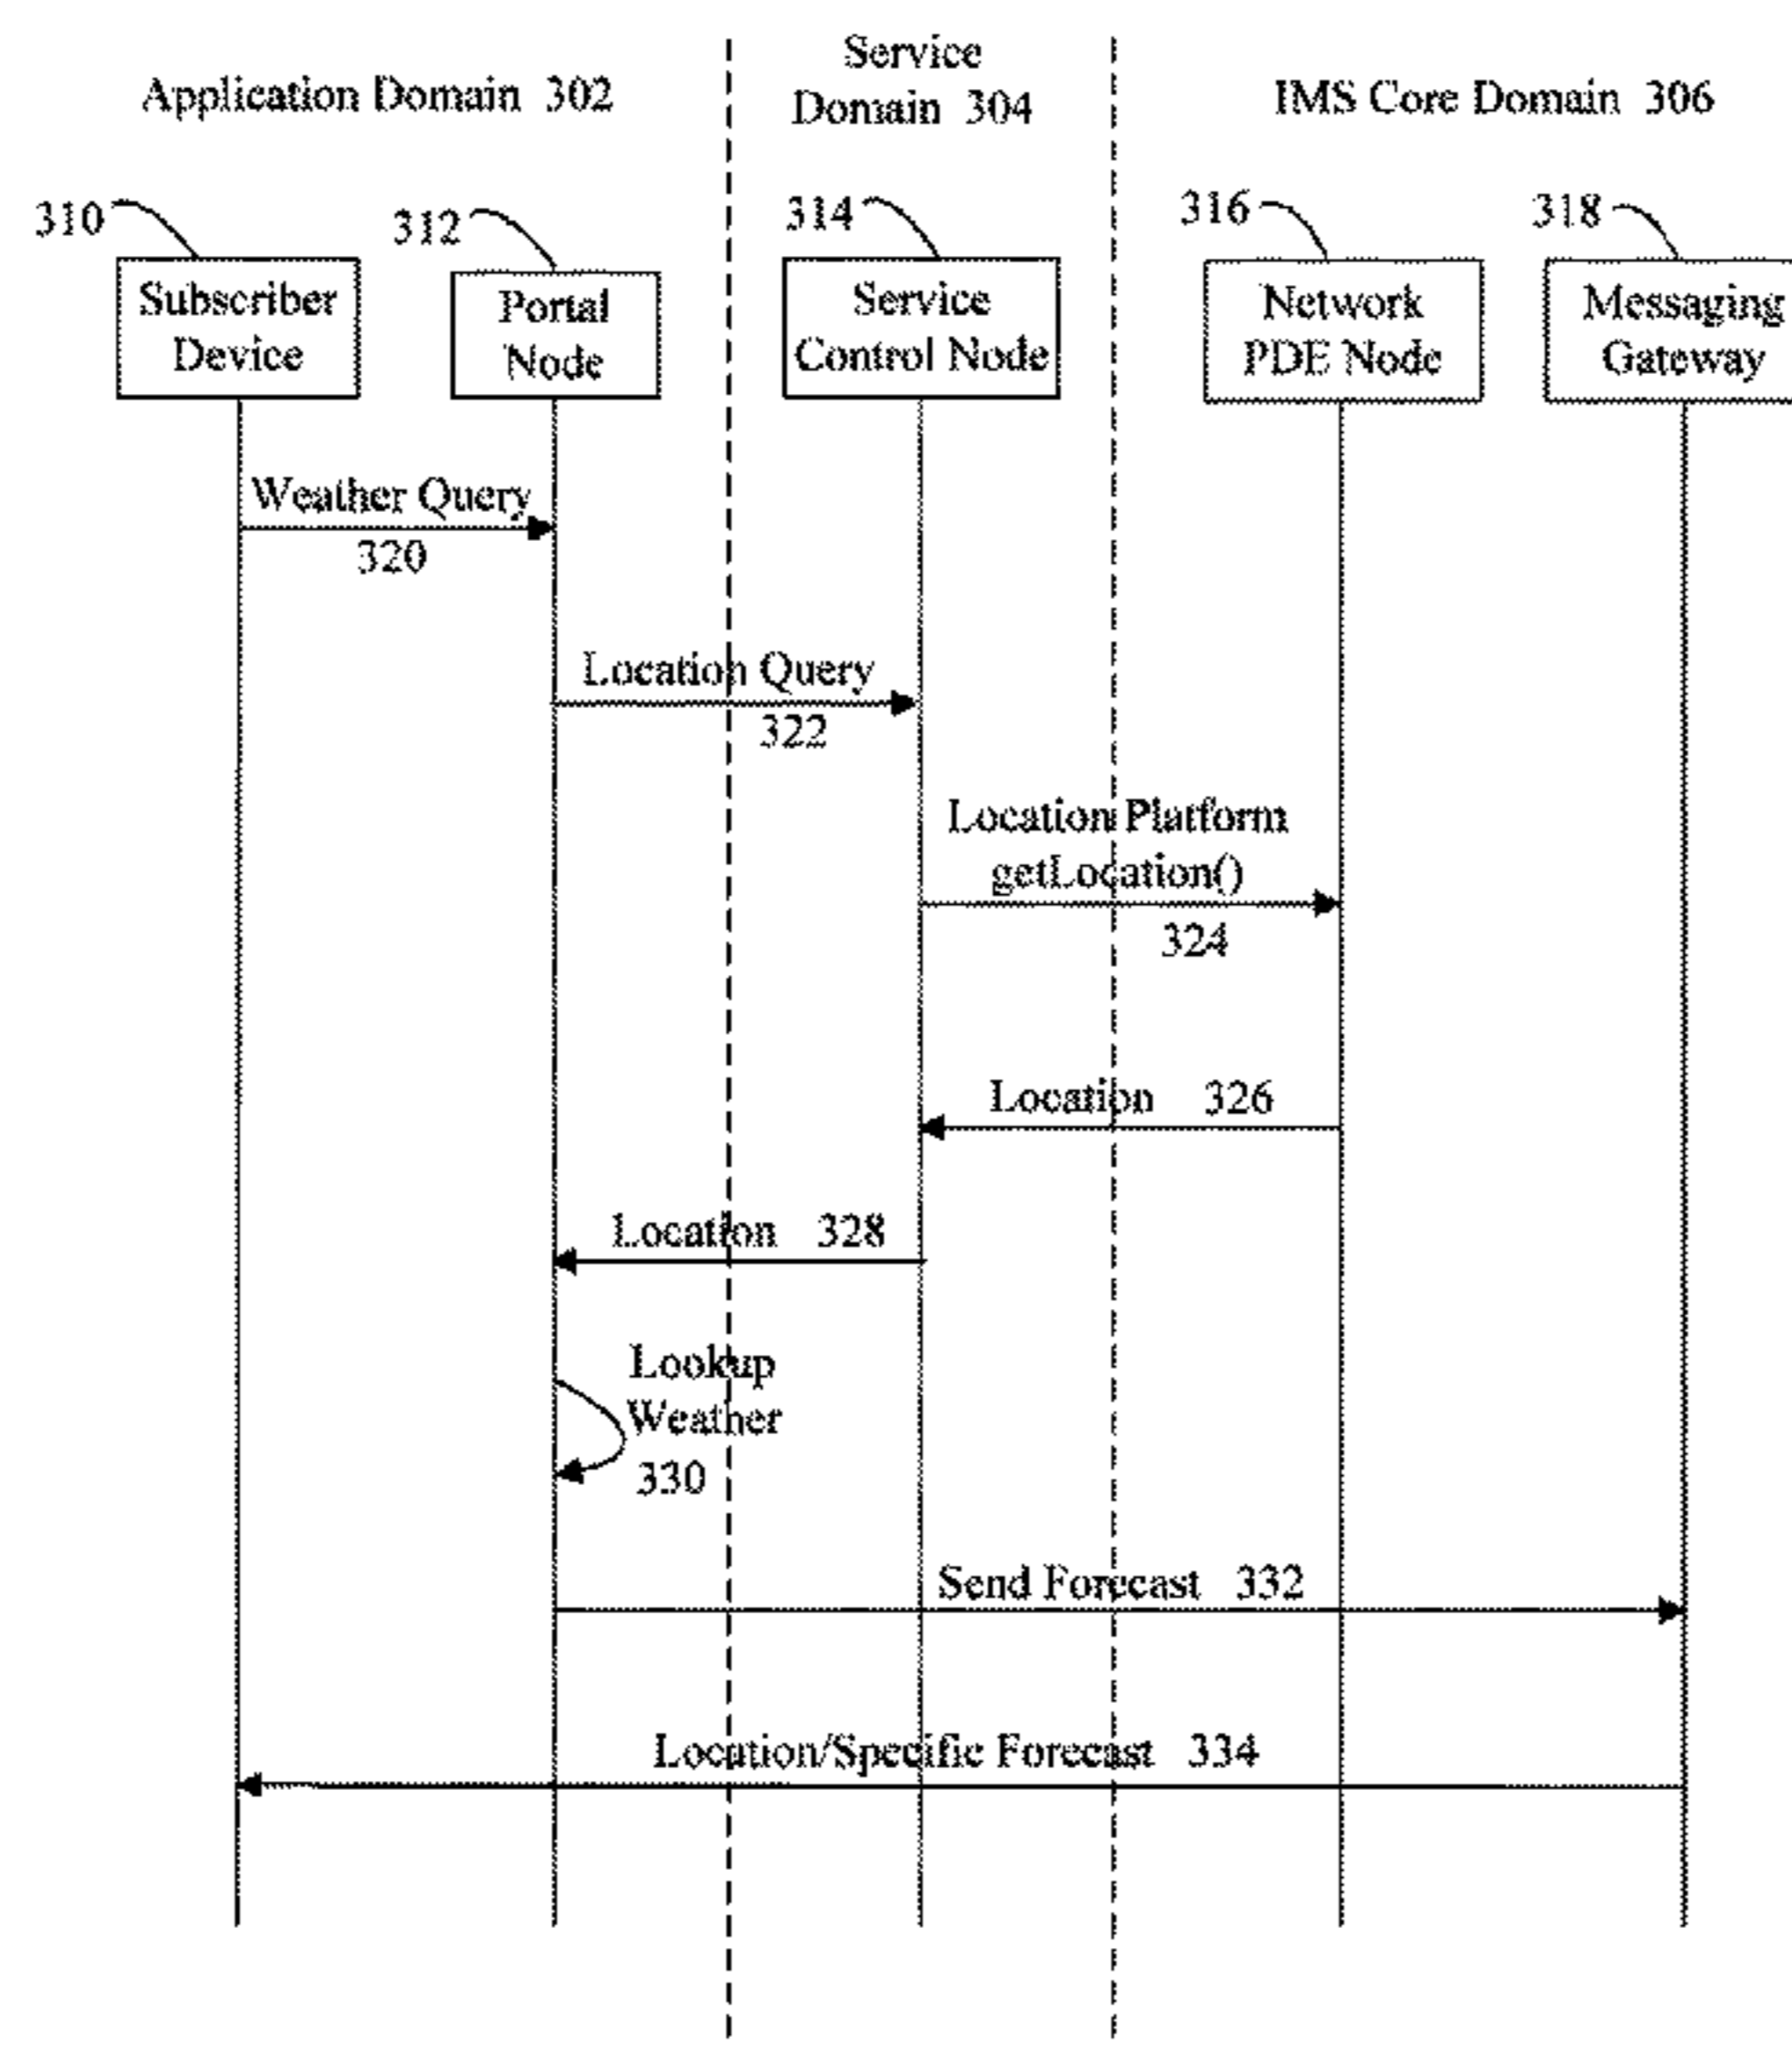 Application Domain 302
Service
Domain 304
IMS Core Domain 306
310
312
314
316
318
Subscriber
Device
Portal
Node
Service
Control Node
Network
PDE Node
Messaging
Gateway
Weather Query
320
Location Query
322
Location Platform
getLocation()
324
Location 326
Location 328
Lookup
Weather
330
Send Forecast 332
Location/Specific Forecast 334